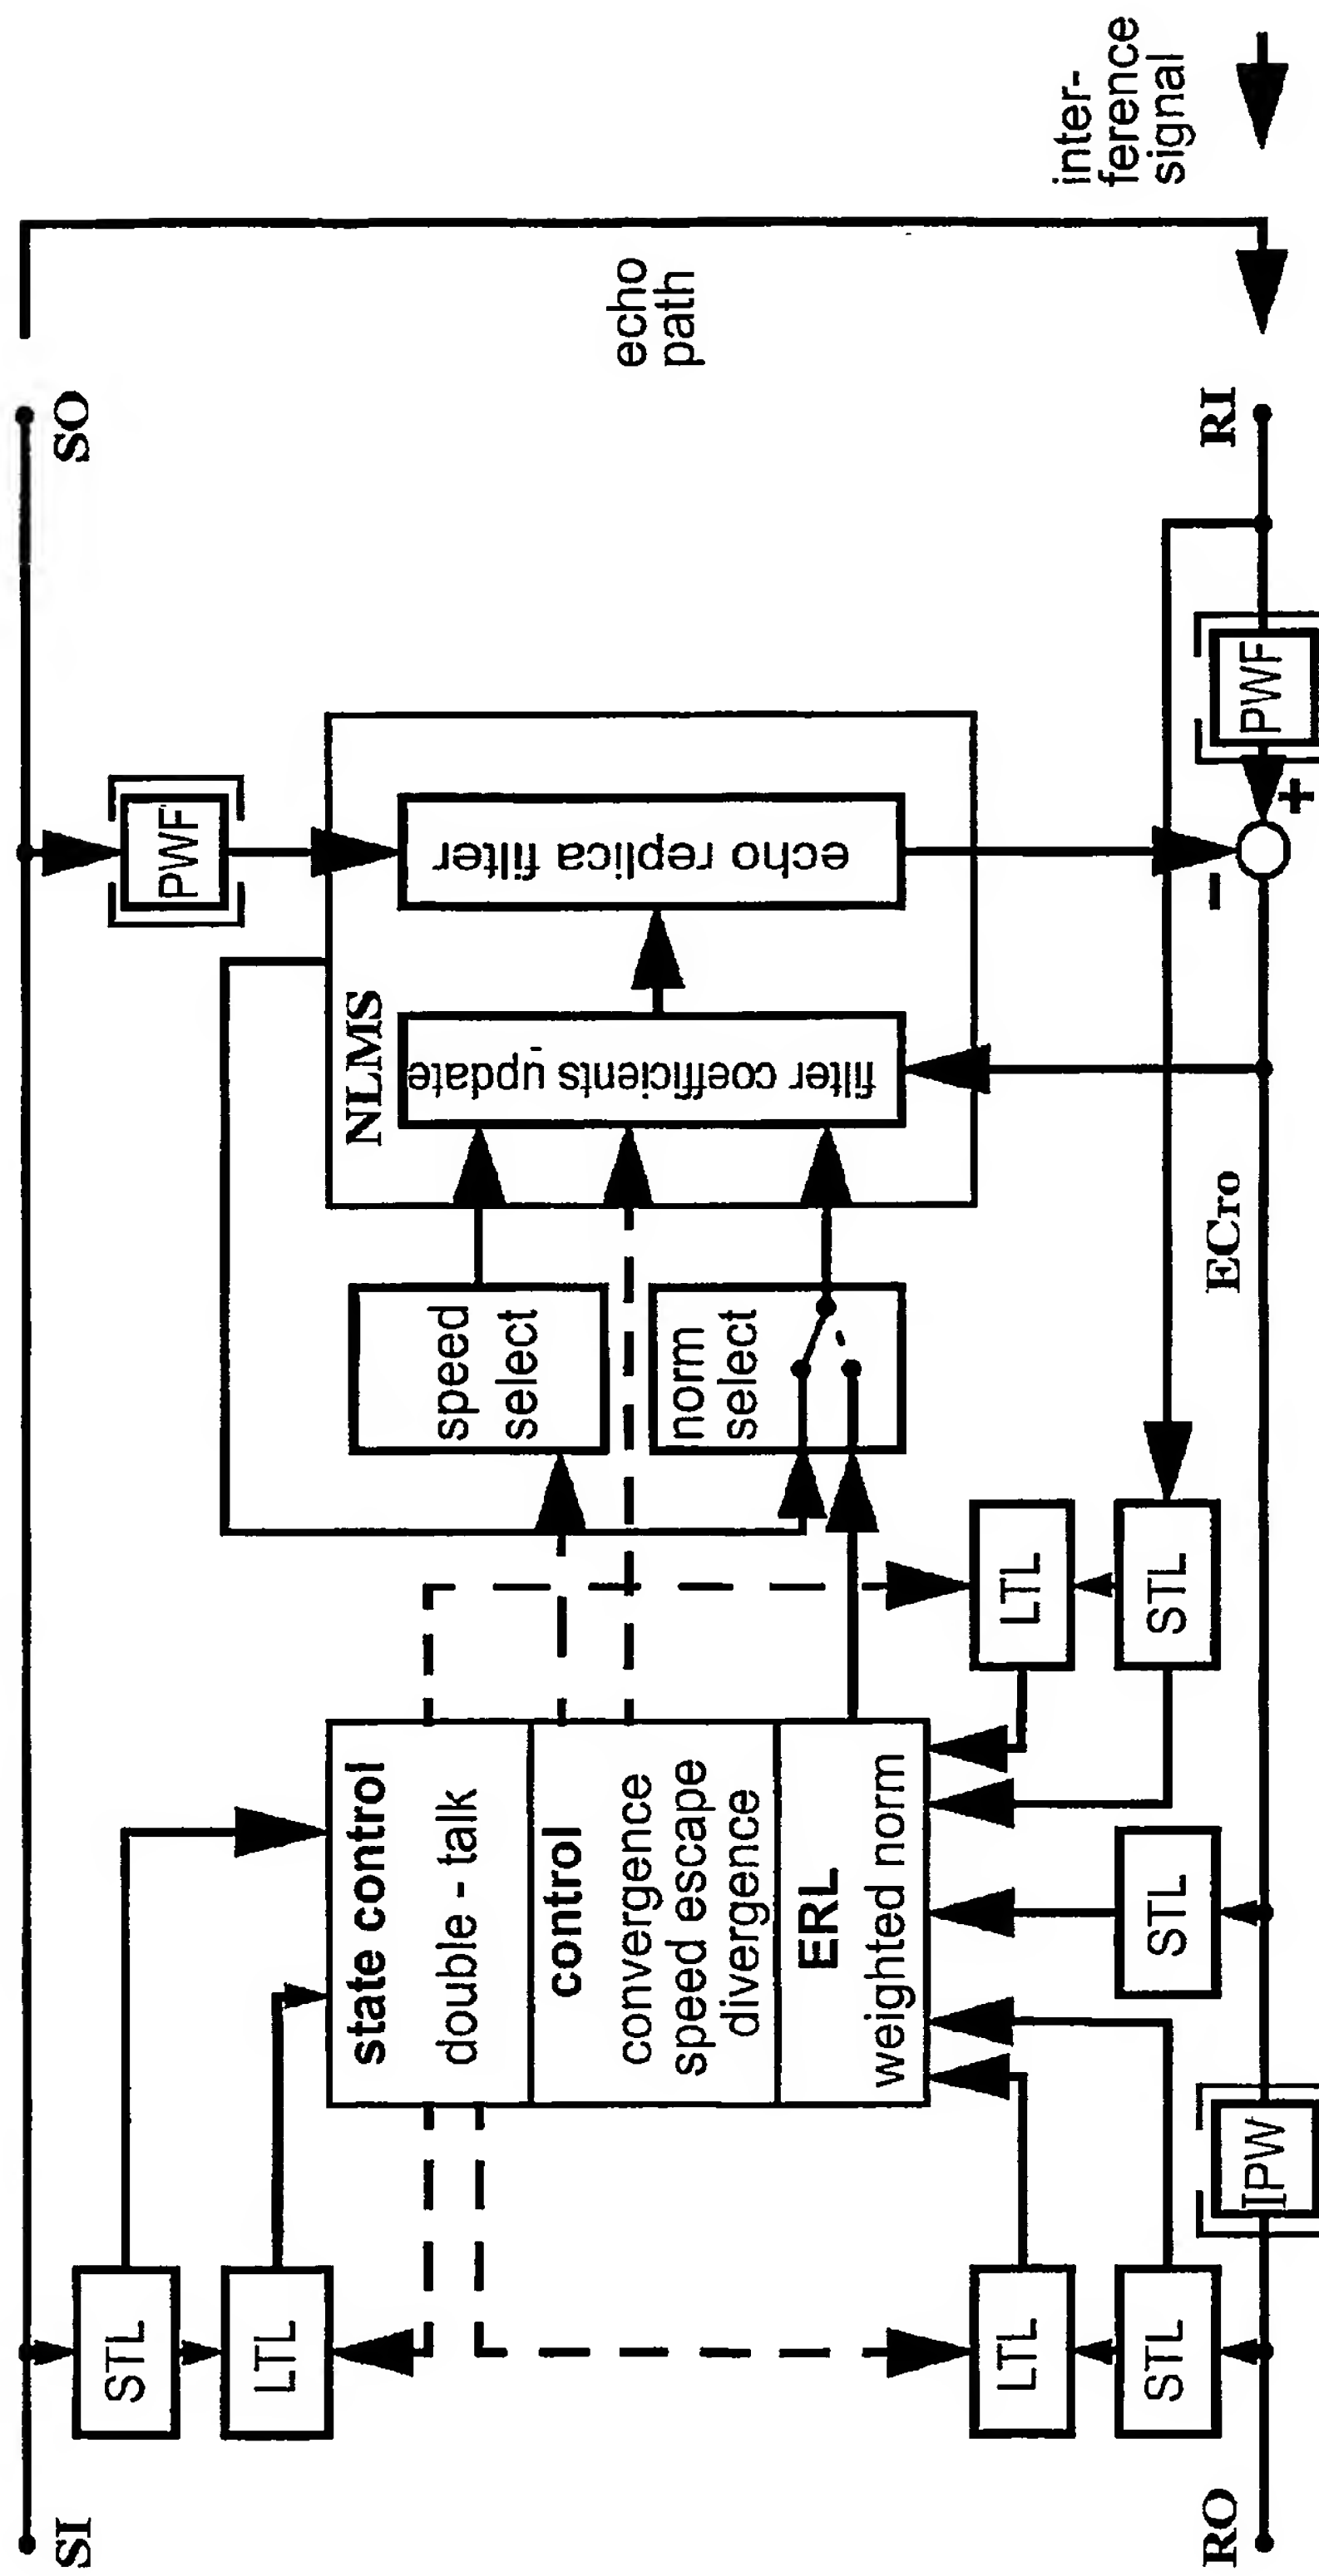 SI
SO
STL
LTL
PWF
echo
path
inter-
ference
signal
state control
double - talk
control
convergence
speed escape
divergence
ERL
weighted norm
speed
select
norm
select
NLMS
filter coefficients update
echo replica filter
LTL
STL
STL
LTL
STL
ECro
IPW
PWF
+
-
RO
RI